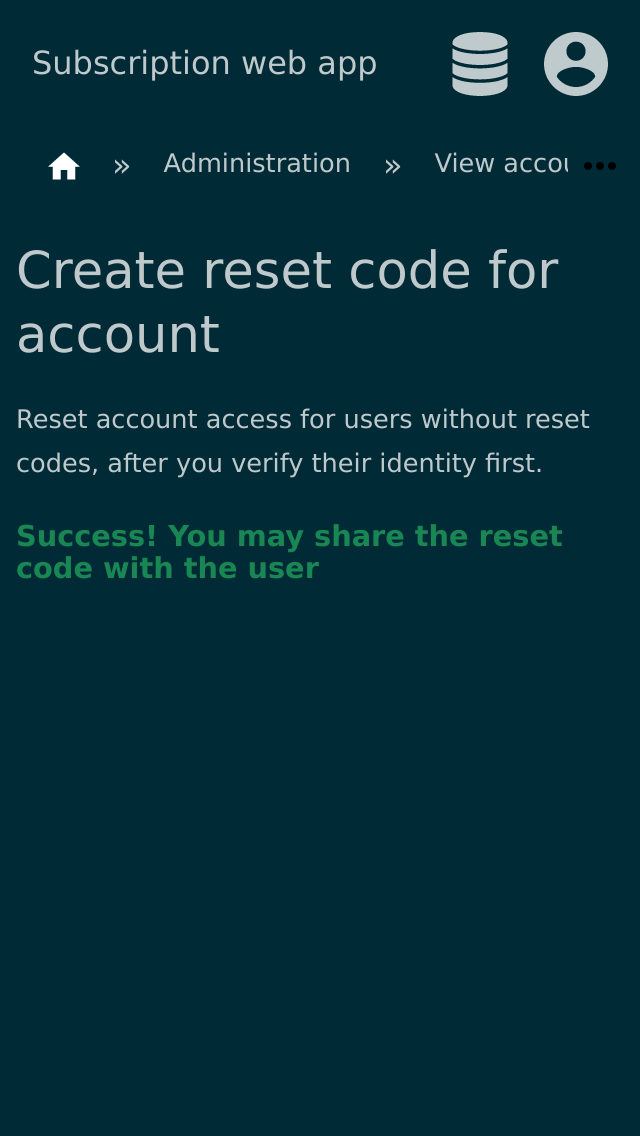 Subscription web app
» Administration » View accou
Create reset code for
account
Reset account access for users without reset
codes, after you verify their identity first.
Success! You may share the reset
code with the user